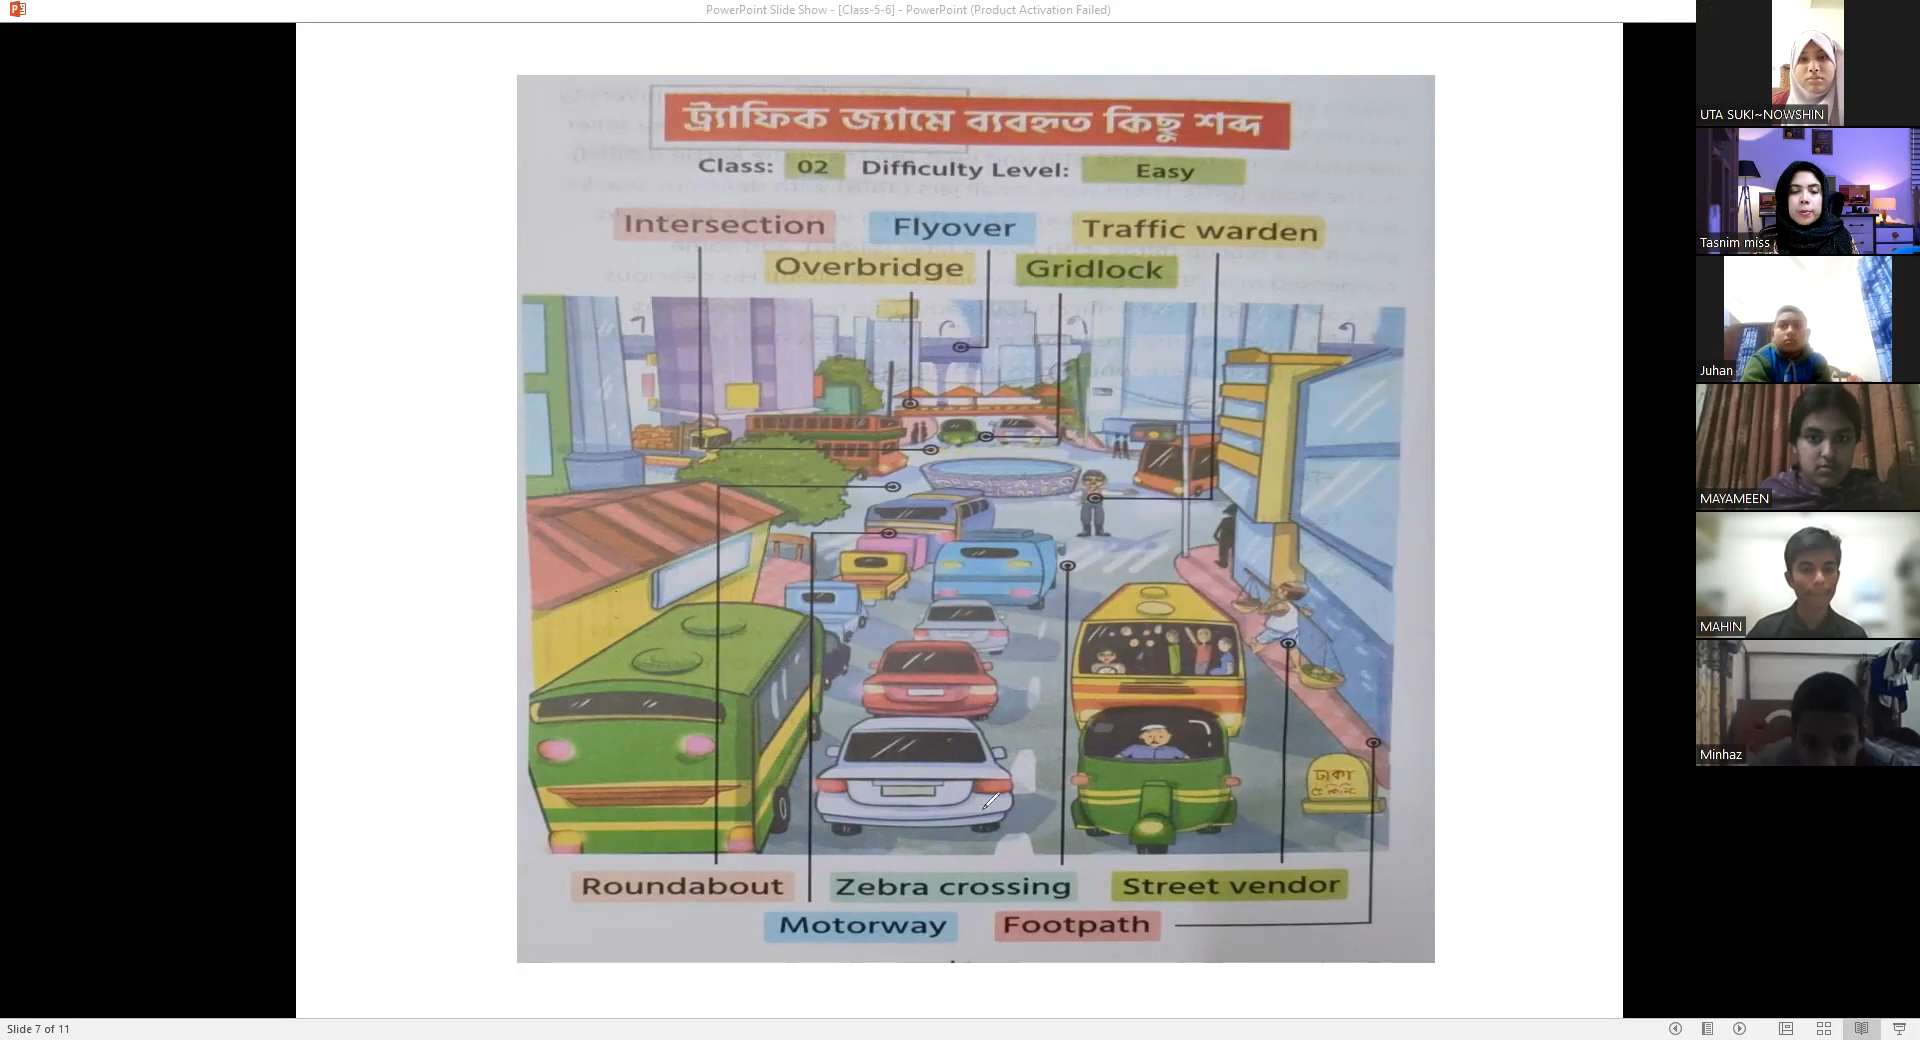 PowerPoint Slide Show - [Class-5-6] - PowerPoint (Product Activation Failed)
ট্র্যাফিক জ্যামে ব্যবহৃত কিছু শব্দ
Class: 02 Difficulty Level: Easy
Intersection Flyover Traffic warden
Overbridge Gridlock
ঢাকা
Roundabout Zebra crossing Street vendor
Motorway Footpath
UTA SUKI~NOWSHIN
Tasnim miss
Juhan
MAYAMEEN
MAHIN
Minhaz
Slide 7 of 11